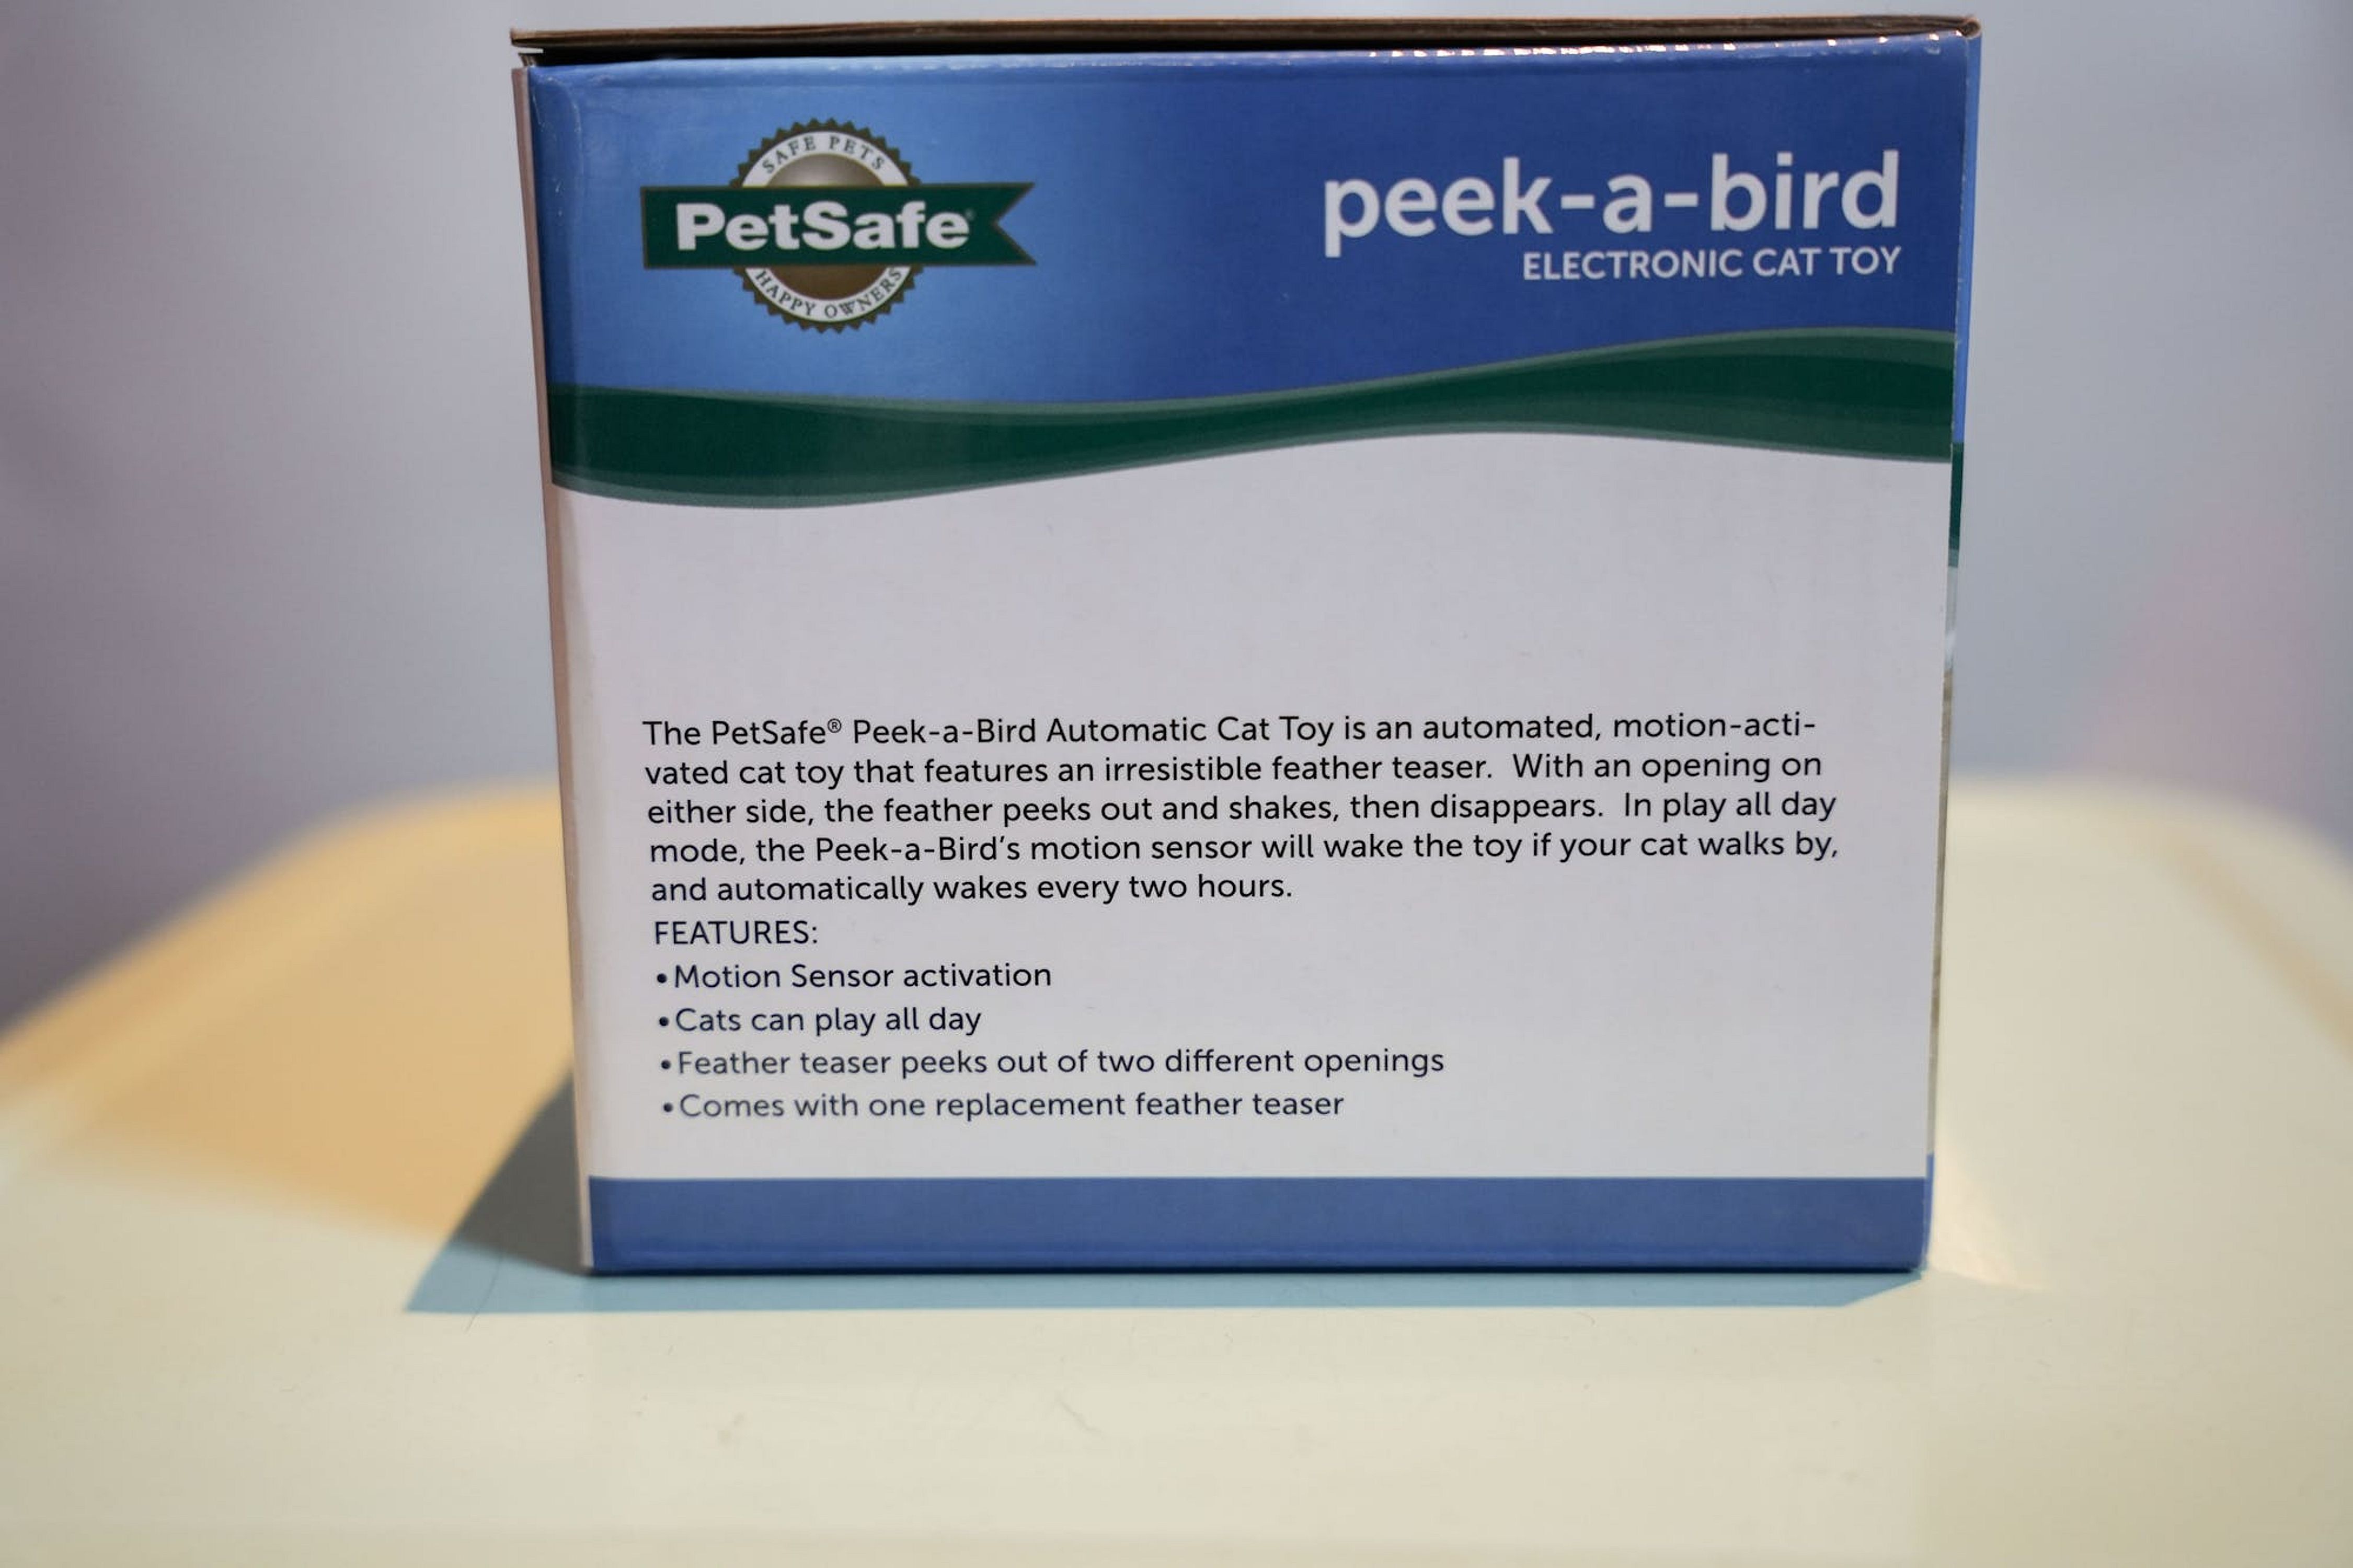 SAFE PETS
PetSafe®
HAPPY OWNERS
peek-a-bird
ELECTRONIC CAT TOY
The PetSafe® Peek-a-Bird Automatic Cat Toy is an automated, motion-acti-
vated cat toy that features an irresistible feather teaser.  With an opening on
either side, the feather peeks out and shakes, then disappears.  In play all day
mode, the Peek-a-Bird’s motion sensor will wake the toy if your cat walks by,
and automatically wakes every two hours.
FEATURES:
•Motion Sensor activation
•Cats can play all day
•Feather teaser peeks out of two different openings
•Comes with one replacement feather teaser